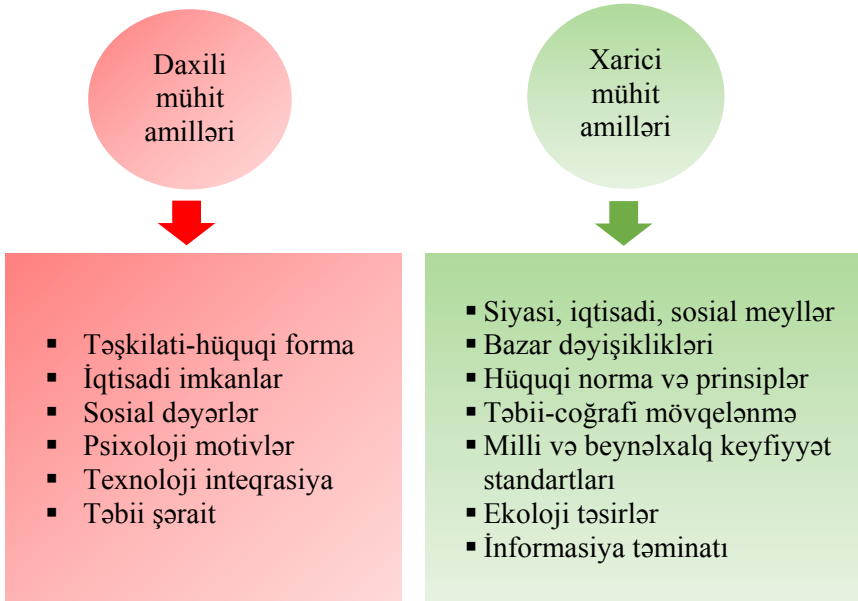 Daxili
mühit
amilləri
Xarici
mühit
amilləri
▪ Təşkilati-hüquqi forma
▪ İqtisadi imkanlar
▪ Sosial dəyərlər
▪ Psixoloji motivlər
▪ Texnoloji inteqrasiya
▪ Təbii şərait
▪ Siyasi, iqtisadi, sosial meyllər
▪ Bazar dəyişiklikləri
▪ Hüquqi norma və prinsiplər
▪ Təbii-coğrafi mövqelənmə
▪ Milli və beynəlxalq keyfiyyət
standartları
▪ Ekoloji təsirlər
▪ İnformasiya təminatı